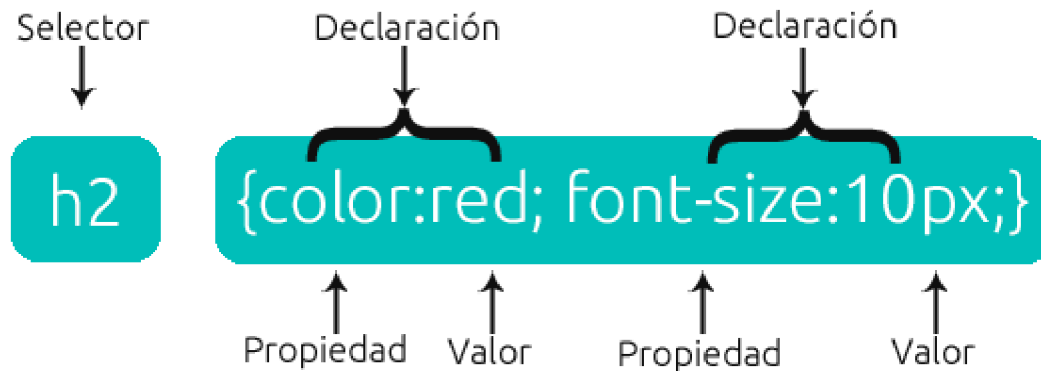 Selector Declaración Declaración
h2 {color:red; font-size:10px;}
Propiedad Valor Propiedad Valor